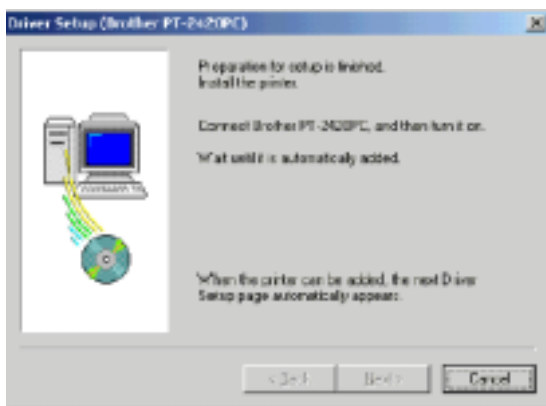 Driver Setup (Brother PT-2420PC)
Preparation for setup is finished.
Install the printer.
Connect Brother PT-2420PC, and then turn it on.
Wait until it is automatically added.
When the printer can be added, the next Driver
Setup page automatically appears.
< Back
Next >
Cancel